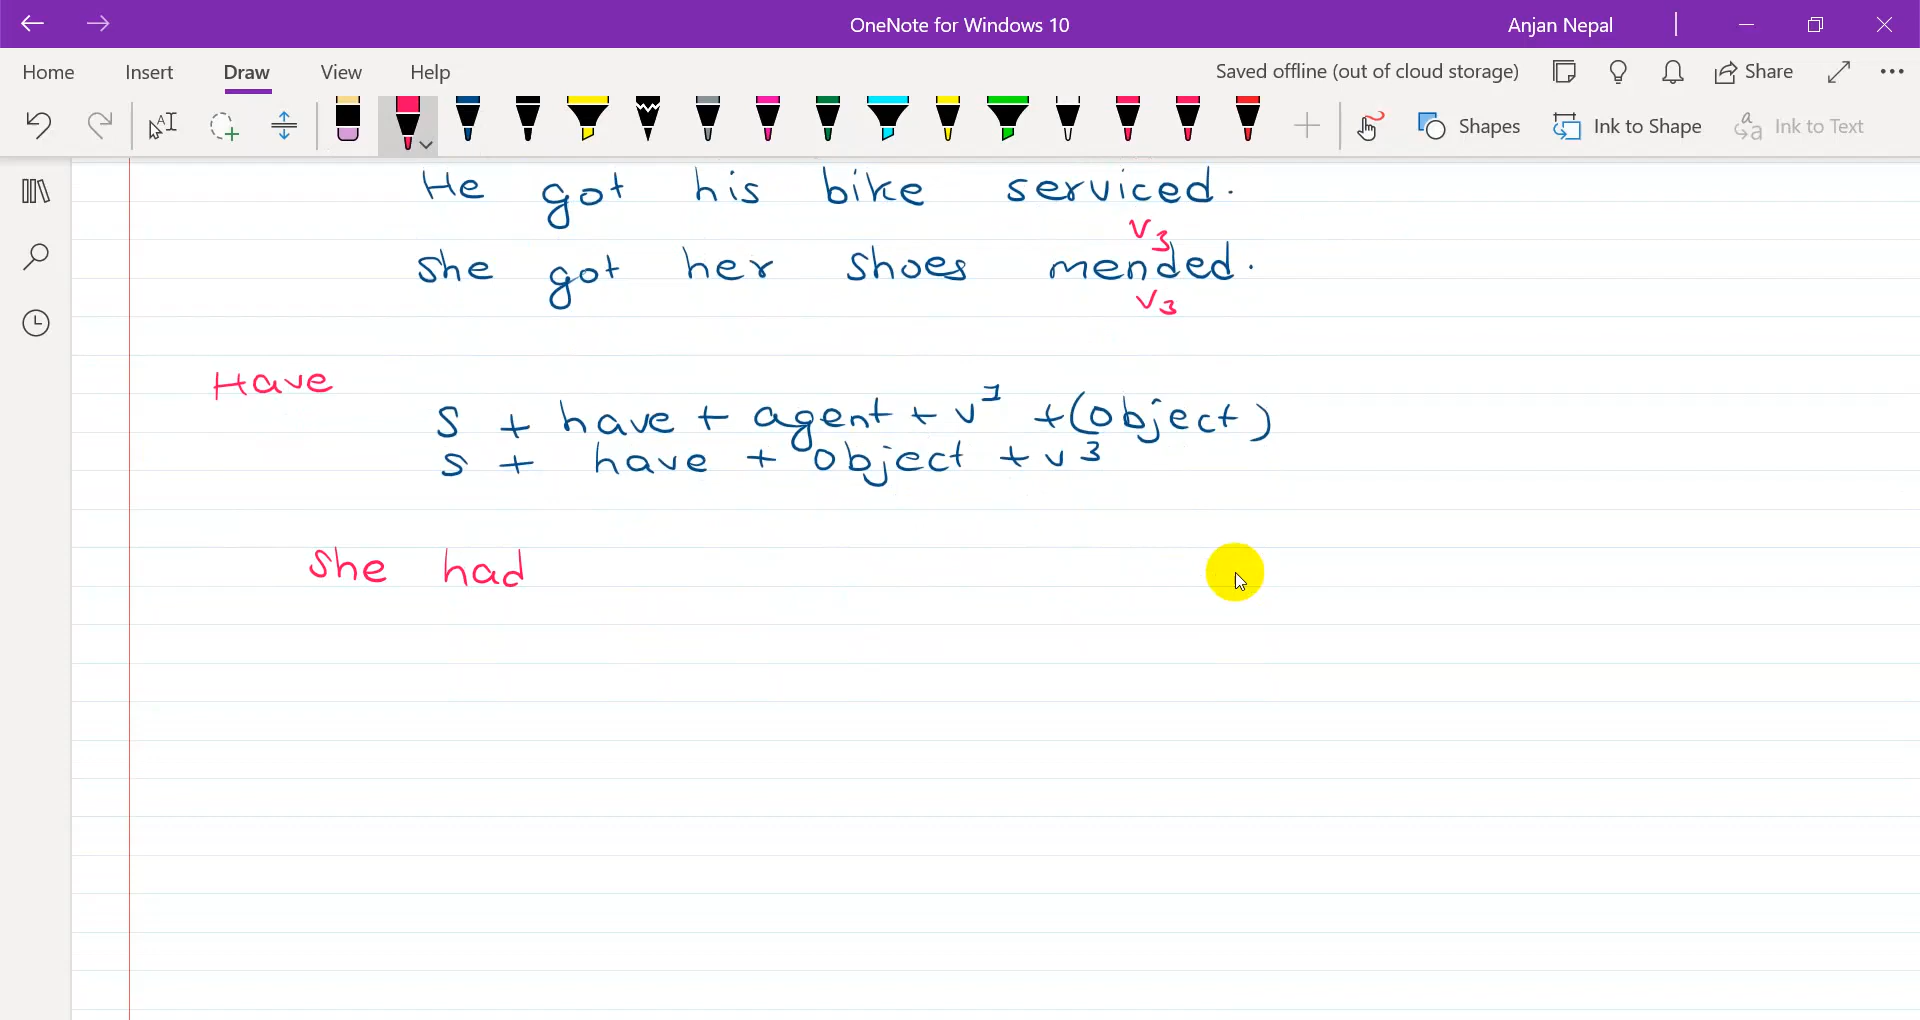 OneNote for Windows 10
Anjan Nepal
Home Insert Draw View Help
Saved offline (out of cloud storage)
Share
Shapes
Ink to Shape
Ink to Text
He got his bike serviced.
V3
She got her shoes mended.
V3
Have
S + have + agent + v1 + (object)
S + have + object + v3
She had